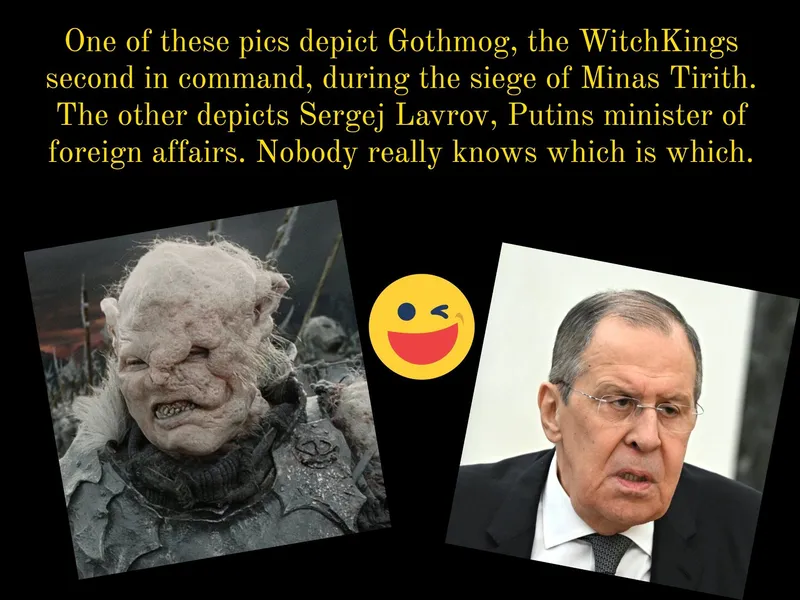 One of these pics depict Gothmog, the WitchKings
second in command, during the siege of Minas Tirith.
The other depicts Sergej Lavrov, Putins minister of
foreign affairs. Nobody really knows which is which.